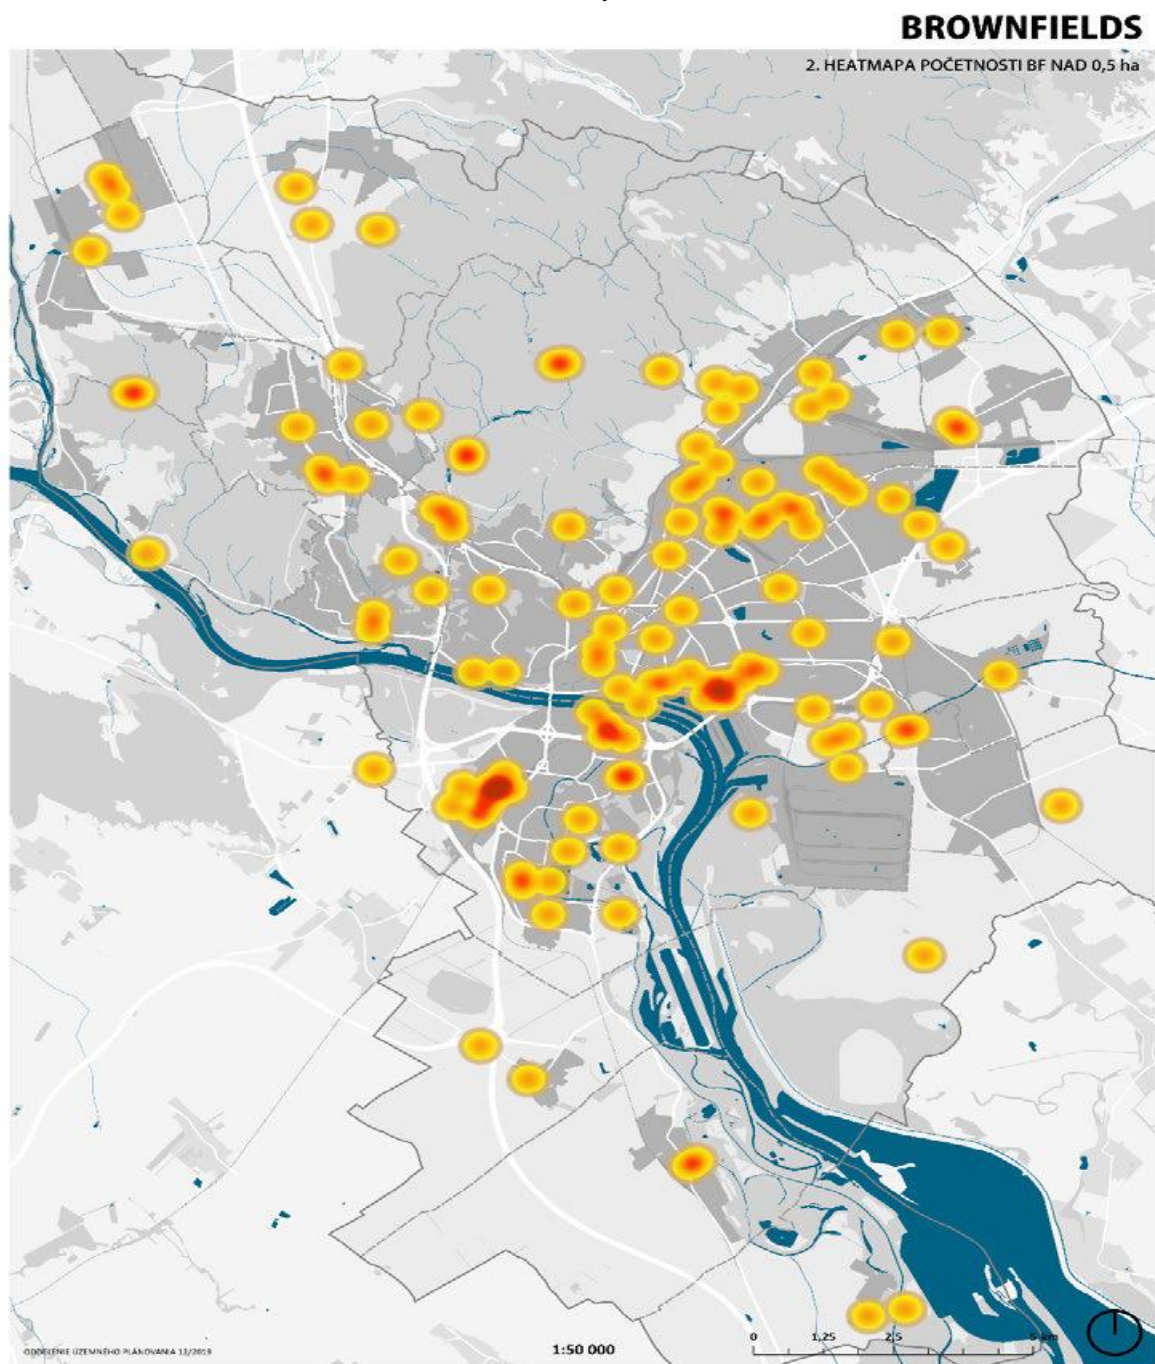 BROWNFIELDS
2. HEATMAPA POČETNOSTI BF NAD 0,5 ha
ODDELENIE ÚZEMNÉHO PLÁNOVANIA 12/2019
1:50 000
0 1,25 2,5 5 km